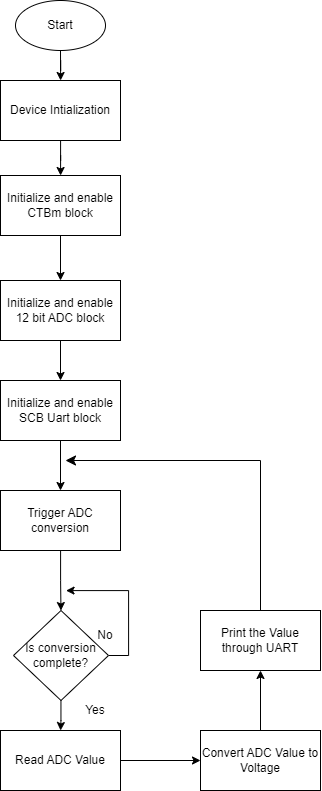 Start
Device Intialization
Initialize and enable
CTBm block
Initialize and enable
12 bit ADC block
Initialize and enable
SCB Uart block
Trigger ADC
conversion
No
Is conversion
complete?
Print the Value
through UART
Yes
Read ADC Value
Convert ADC Value to
Voltage